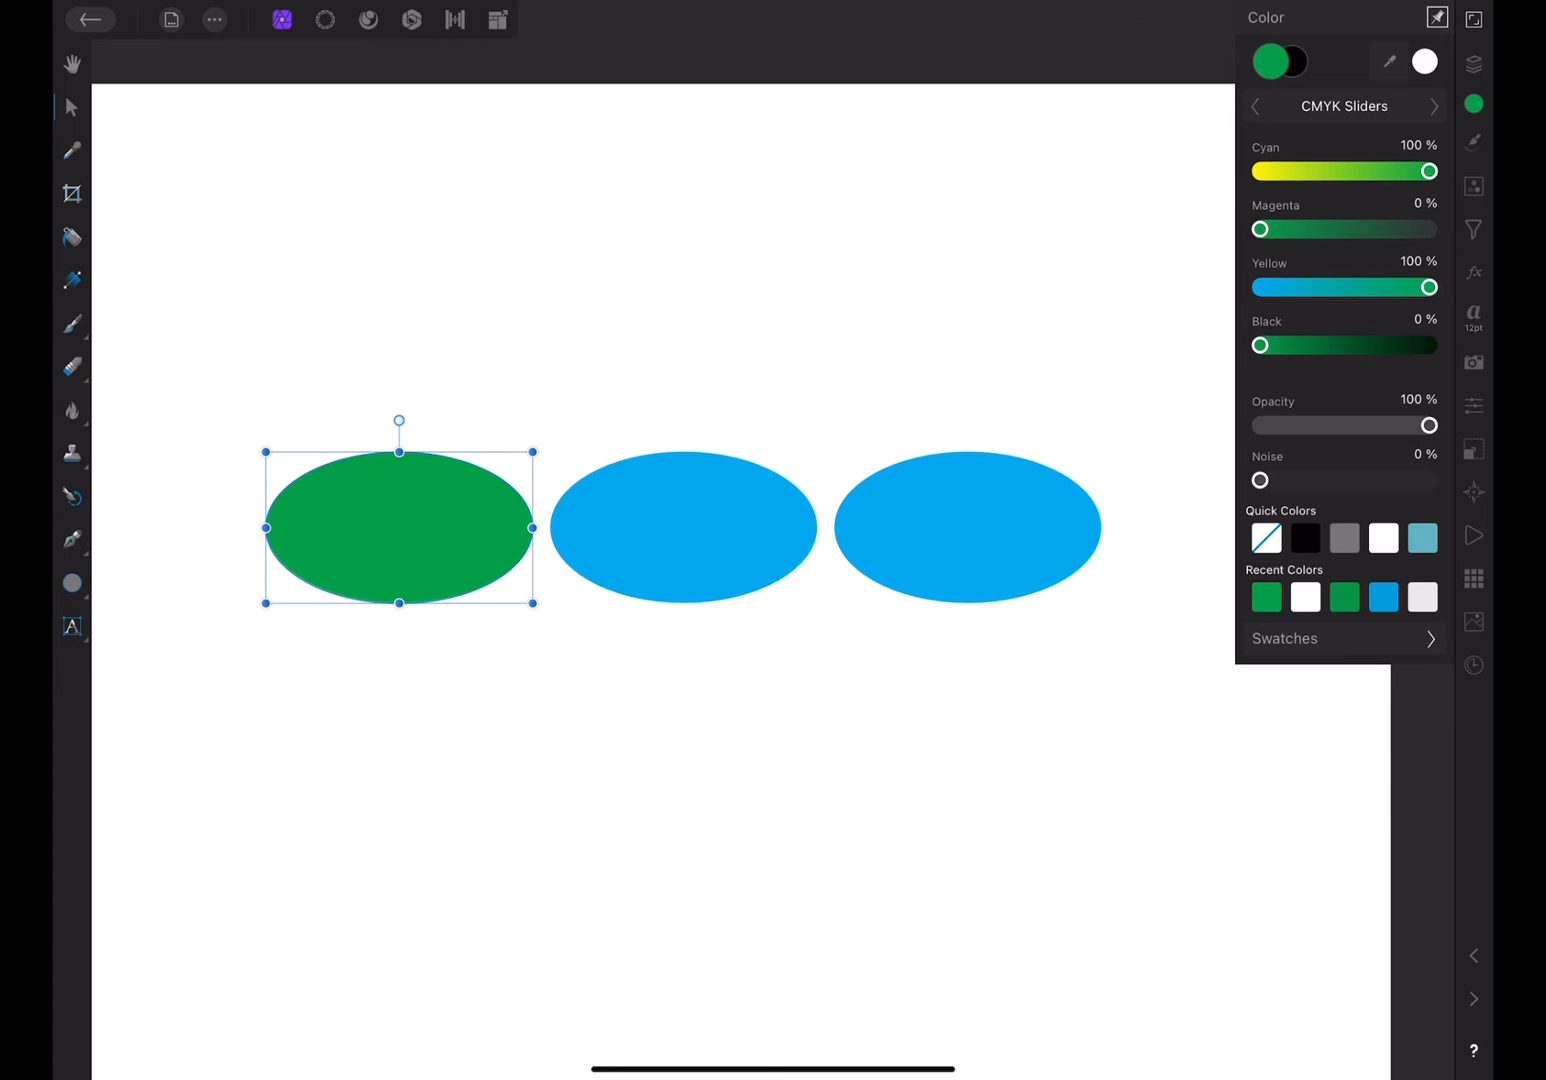 Color
CMYK Sliders
Cyan 100 %
Magenta 0 %
Yellow 100 %
Black 0 %
Opacity 100 %
Noise 0 %
Quick Colors
Recent Colors
Swatches
fx
a
12pt
A
?